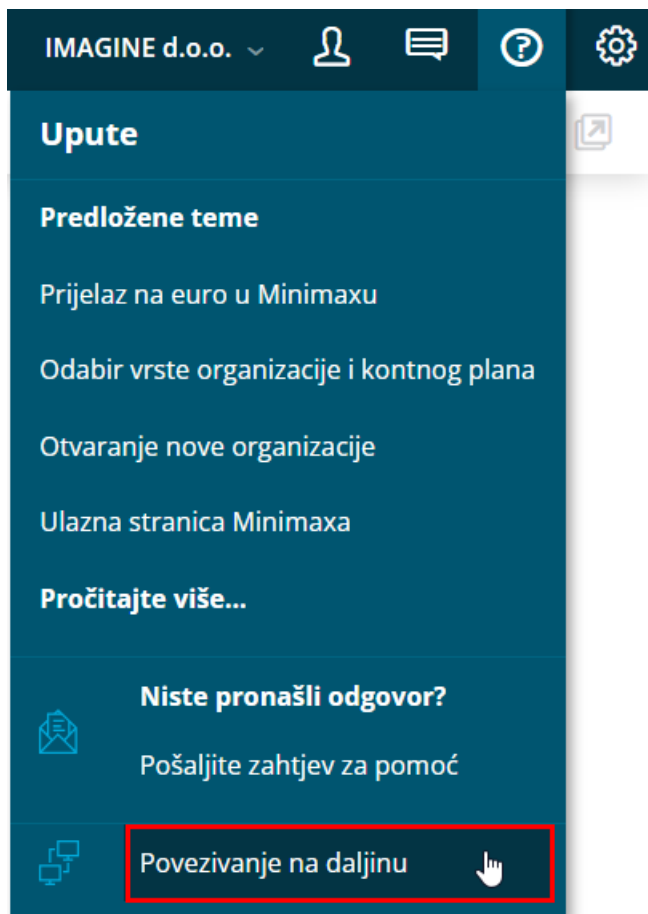 IMAGINE d.o.o.
Upute
Predložene teme
Prijelaz na euro u Minimaxu
Odabir vrste organizacije i kontnog plana
Otvaranje nove organizacije
Ulazna stranica Minimaxa
Pročitajte više...
Niste pronašli odgovor?
Pošaljite zahtjev za pomoć
Povezivanje na daljinu